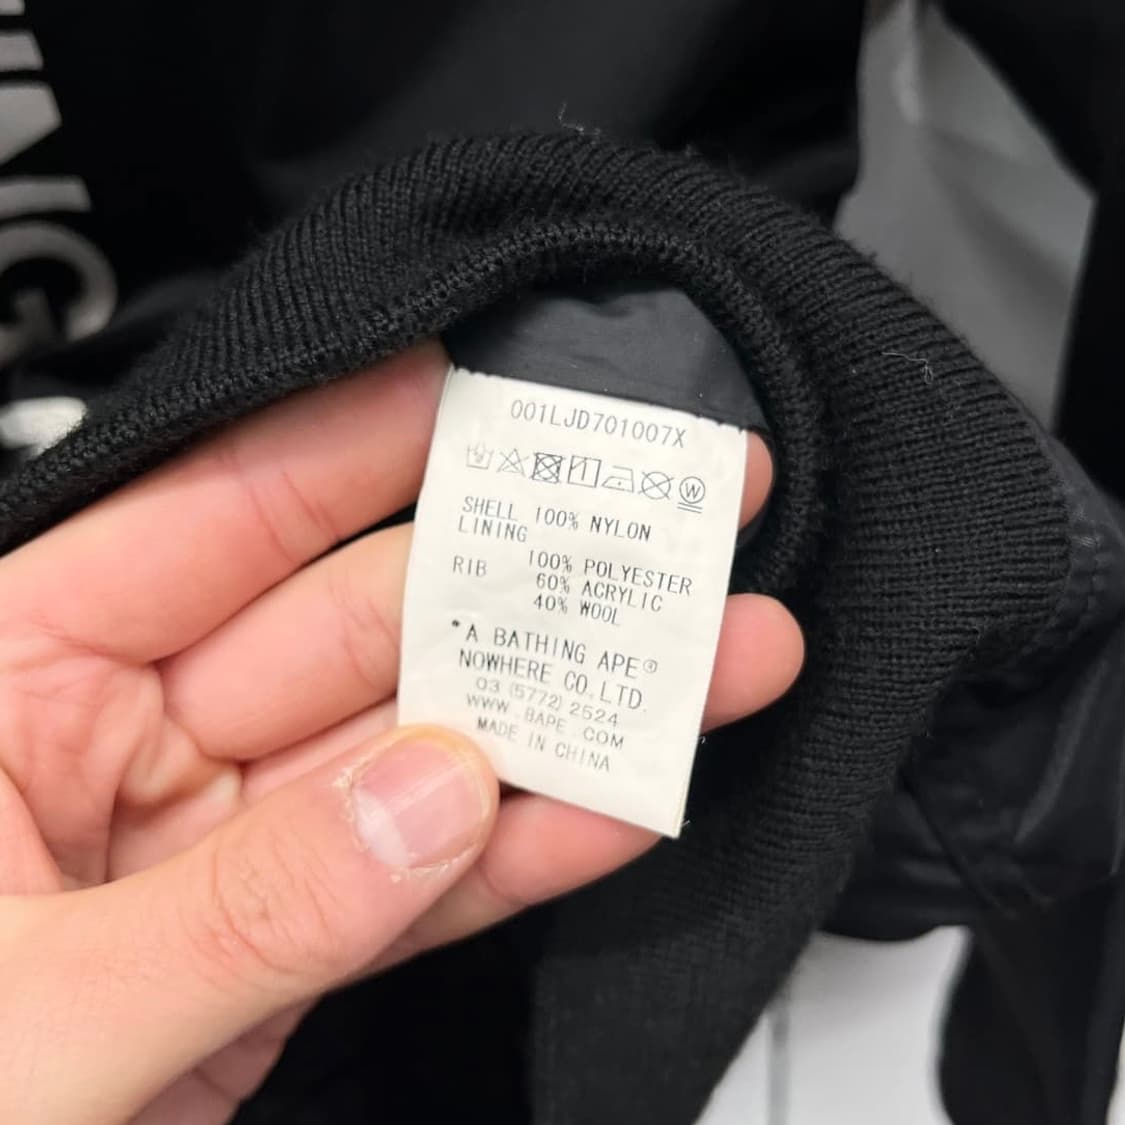 001LJD701007X
W
SHELL 100% NYLON
LINING
100% POLYESTER
RIB 60% ACRYLIC
40% WOOL
*A BATHING APE®
NOWHERE CO.LTD.
03 (5772) 2524
WWW.BAPE.COM
MADE IN CHINA